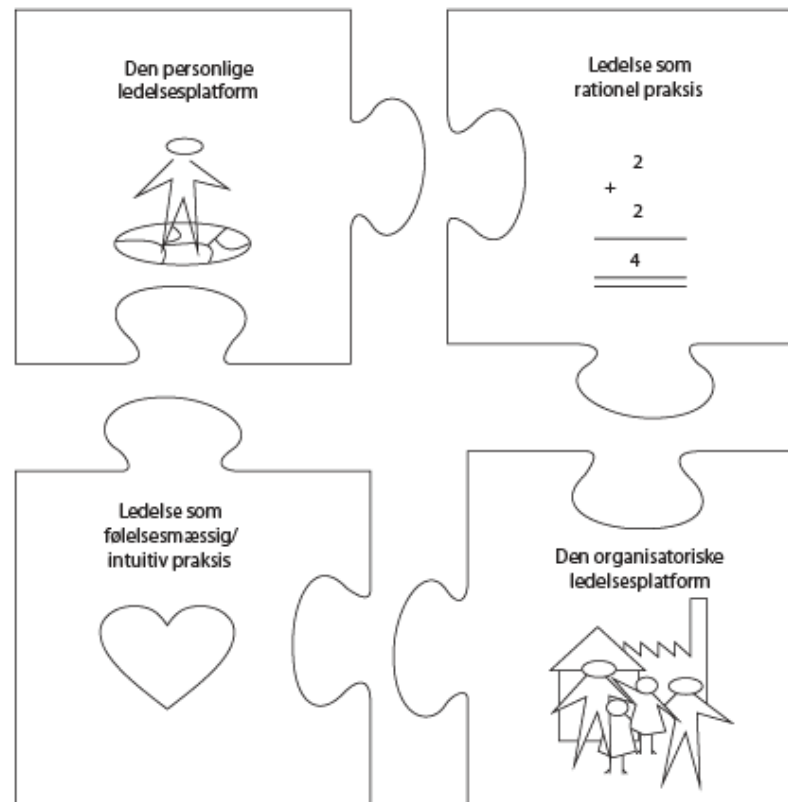 Den personlige
ledelsesplatform
Ledelse som
rationel praksis
2
+
2
4
Ledelse som
følelsesmæssig/
intuitiv praksis
Den organisatoriske
ledelsesplatform